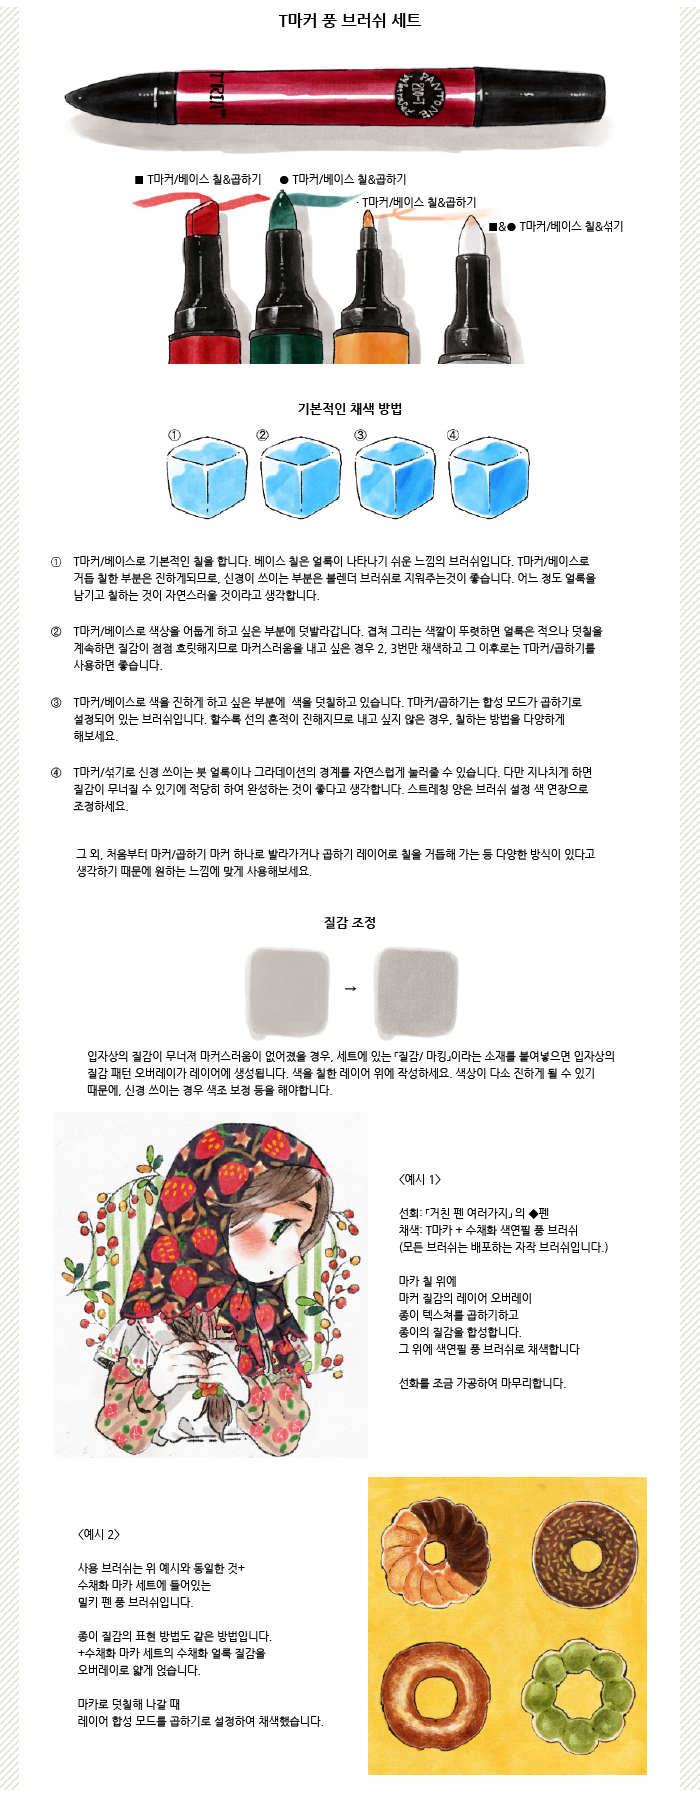 T마커 풍 브러쉬 세트
TRIA™
PANTONE
210-T
■ T마커/베이스 칠&곱하기
● T마커/베이스 칠&곱하기
· T마커/베이스 칠&곱하기
■&● T마커/베이스 칠&섞기
기본적인 채색 방법
① ② ③ ④
① T마커/베이스로 기본적인 칠을 합니다. 베이스 칠은 얼룩이 나타나기 쉬운 느낌의 브러쉬입니다. T마커/베이스로
거듭 칠한 부분은 진하게되므로, 신경이 쓰이는 부분은 블렌더 브러쉬로 지워주는것이 좋습니다. 어느 정도 얼룩을
남기고 칠하는 것이 자연스러울 것이라고 생각합니다.
② T마커/베이스로 색상을 어둡게 하고 싶은 부분에 덧발라갑니다. 겹쳐 그리는 색깔이 뚜렷하면 얼룩은 적으나 덧칠을
계속하면 질감이 점점 흐릿해지므로 마커스러움을 내고 싶은 경우 2, 3번만 채색하고 그 이후로는 T마커/곱하기를
사용하면 좋습니다.
③ T마커/베이스로 색을 진하게 하고 싶은 부분에 색을 덧칠하고 있습니다. T마커/곱하기는 합성 모드가 곱하기로
설정되어 있는 브러쉬입니다. 할수록 선의 흔적이 진해지므로 내고 싶지 않은 경우, 칠하는 방법을 다양하게
해보세요.
④ T마커/섞기로 신경 쓰이는 붓 얼룩이나 그라데이션의 경계를 자연스럽게 눌러줄 수 있습니다. 다만 지나치게 하면
질감이 무너질 수 있기에 적당히 하여 완성하는 것이 좋다고 생각합니다. 스트레칭 양은 브러쉬 설정 색 연장으로
조정하세요.
그 외, 처음부터 마커/곱하기 마커 하나로 발라가거나 곱하기 레이어로 칠을 거듭해 가는 등 다양한 방식이 있다고
생각하기 때문에 원하는 느낌에 맞게 사용해보세요.
질감 조정
→
입자상의 질감이 무너져 마커스러움이 없어졌을 경우, 세트에 있는 「질감/ 마킹」이라는 소재를 붙여넣으면 입자상의
질감 패턴 오버레이가 레이어에 생성됩니다. 색을 칠한 레이어 위에 작성하세요. 색상이 다소 진하게 될 수 있기
때문에, 신경 쓰이는 경우 색조 보정 등을 해야합니다.
<예시 1>
선화: 「거친 펜 여러가지」 의 ◆펜
채색: T마카 + 수채화 색연필 풍 브러쉬
(모든 브러쉬는 배포하는 자작 브러쉬입니다.)
마카 칠 위에
마커 질감의 레이어 오버레이
종이 텍스쳐를 곱하기하고
종이의 질감을 합성합니다.
그 위에 색연필 풍 브러쉬로 채색합니다
선화를 조금 가공하여 마무리합니다.
<예시 2>
사용 브러쉬는 위 예시와 동일한 것+
수채화 마카 세트에 들어있는
밀키 펜 풍 브러쉬입니다.
종이 질감의 표현 방법도 같은 방법입니다.
+수채화 마카 세트의 수채화 얼룩 질감을
오버레이로 얇게 얹습니다.
마카로 덧칠해 나갈 때
레이어 합성 모드를 곱하기로 설정하여 채색했습니다.